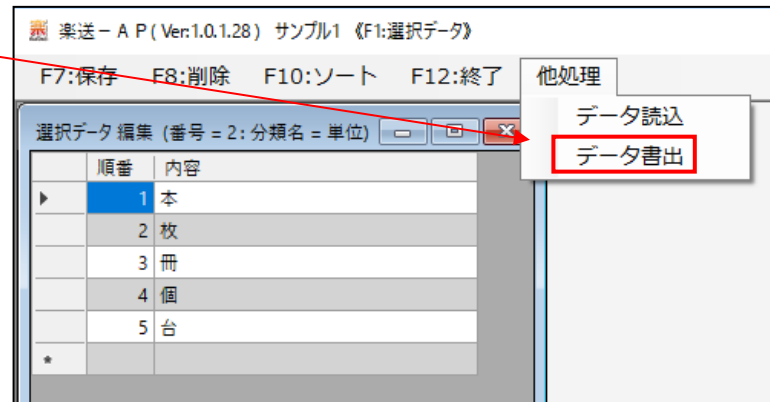 楽送－ＡＰ(Ver:1.0.1.28) サンプル1 《F1:選択データ》
F7:保存 F8:削除 F10:ソート F12:終了 他処理
データ読込
データ書出
選択データ 編集 (番号 = 2 : 分類名 = 単位)
順番 内容
1 本
2 枚
3 冊
4 個
5 台
*